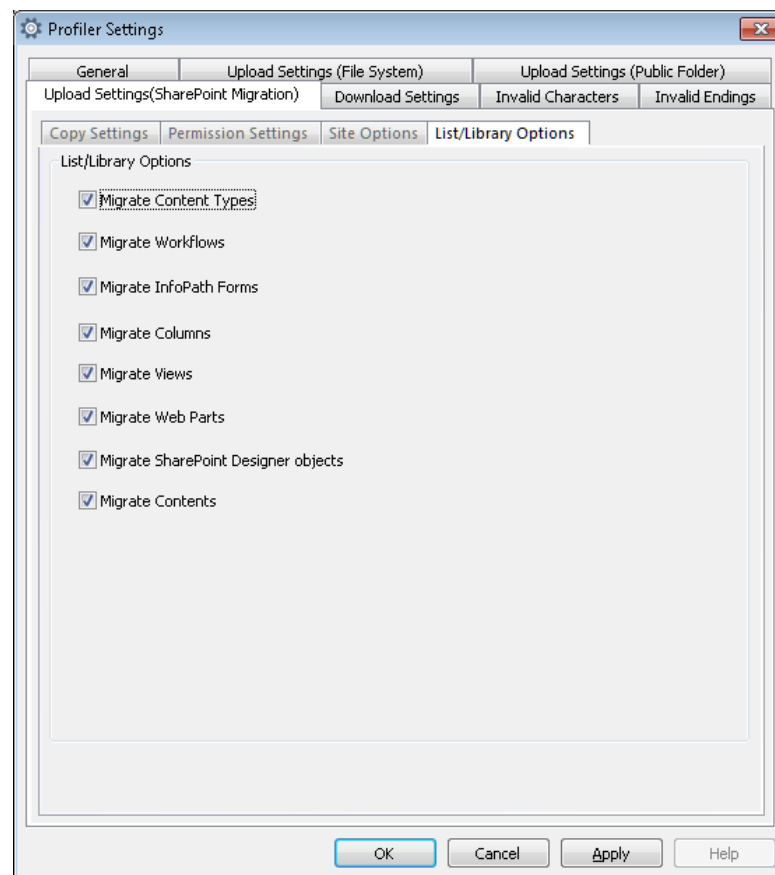 Profiler Settings
General Upload Settings (File System) Upload Settings (Public Folder)
Upload Settings(SharePoint Migration) Download Settings Invalid Characters Invalid Endings
Copy Settings Permission Settings Site Options List/Library Options
List/Library Options
Migrate Content Types
Migrate Workflows
Migrate InfoPath Forms
Migrate Columns
Migrate Views
Migrate Web Parts
Migrate SharePoint Designer objects
Migrate Contents
OK Cancel Apply Help